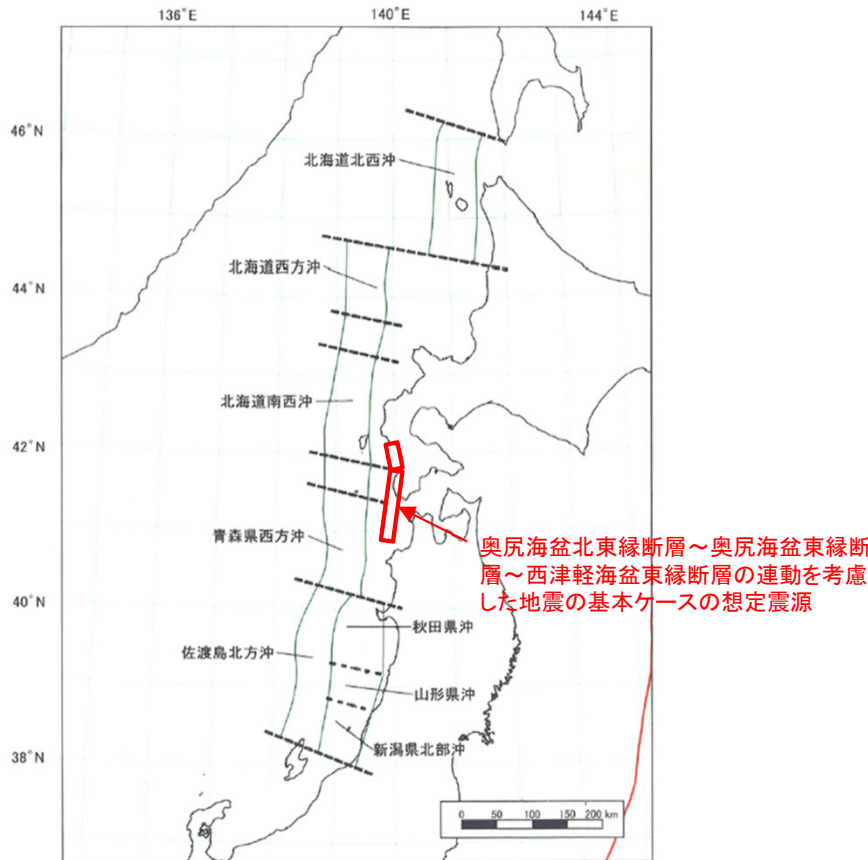 136°E
140°E
144°E
46°N
北海道北西沖
北海道西方沖
44°N
北海道南西沖
42°N
青森県西方沖
奥尻海盆北東縁断層～奥尻海盆東縁断
層～西津軽海盆東縁断層の連動を考慮
した地震の基本ケースの想定震源
40°N
秋田県沖
佐渡島北方沖
山形県沖
新潟県北部沖
38°N
0 50 100 150 200 km